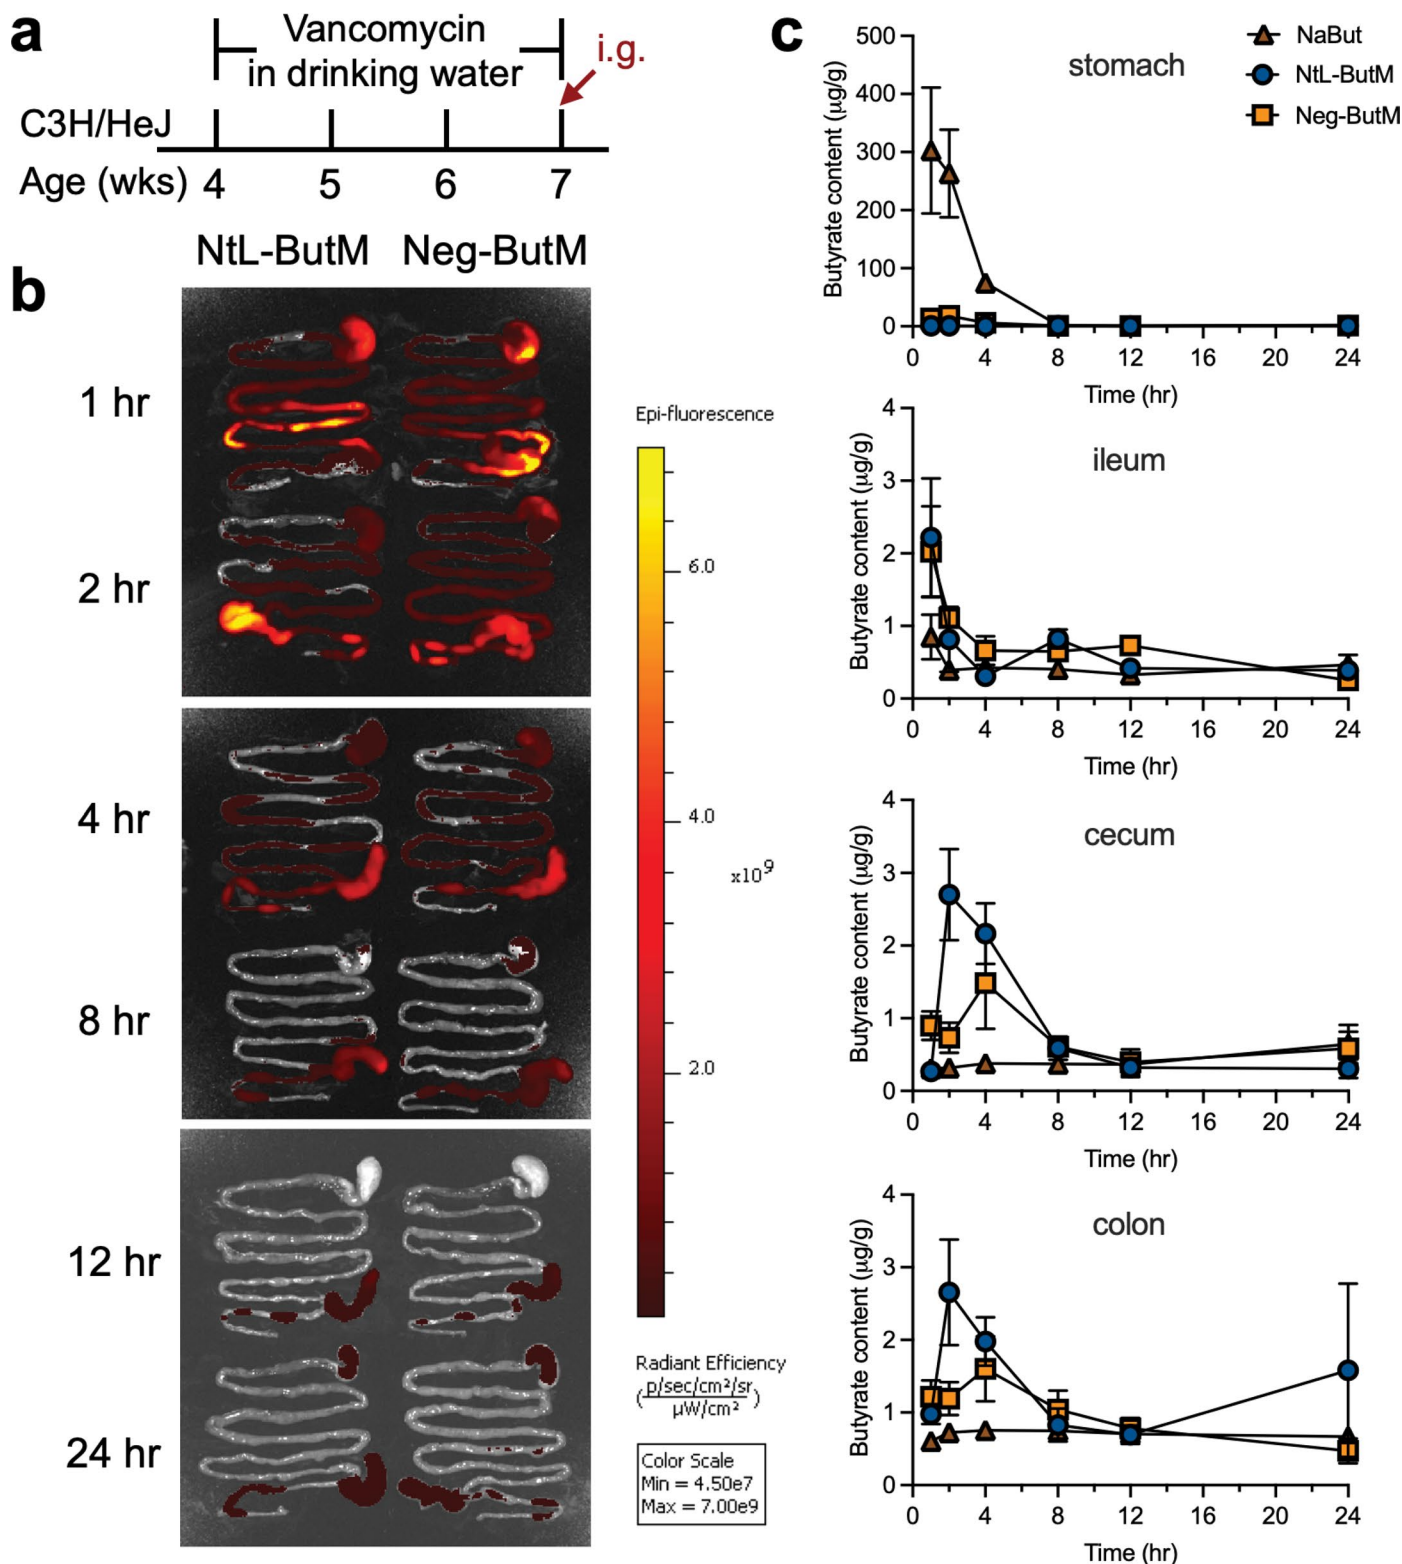 a
Vancomycin
in drinking water
i.g.
C3H/HeJ
Age (wks) 4 5 6 7
b
NtL-ButM Neg-ButM
1 hr
2 hr
4 hr
8 hr
12 hr
24 hr
Epi-fluorescence
6.0
4.0
x10⁹
2.0
Radiant Efficiency
(p/sec/cm²/sr
µW/cm²)
Color Scale
Min = 4.50e7
Max = 7.00e9
c
NaBut
NtL-ButM
Neg-ButM
stomach
Butyrate content (µg/g)
500
400
300
200
100
0
0 4 8 12 16 20 24
Time (hr)
ileum
Butyrate content (µg/g)
4
3
2
1
0
0 4 8 12 16 20 24
Time (hr)
cecum
Butyrate content (µg/g)
4
3
2
1
0
0 4 8 12 16 20 24
Time (hr)
colon
Butyrate content (µg/g)
4
3
2
1
0
0 4 8 12 16 20 24
Time (hr)